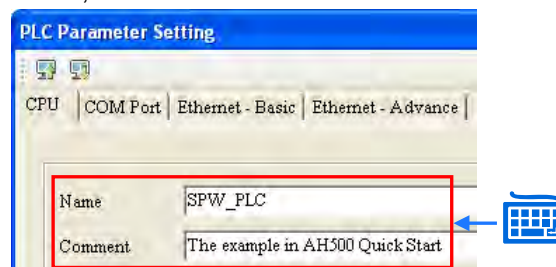 PLC Parameter Setting
CPU COM Port Ethernet - Basic Ethernet - Advance
Name SPW_PLC
Comment The example in AH500 Quick Start